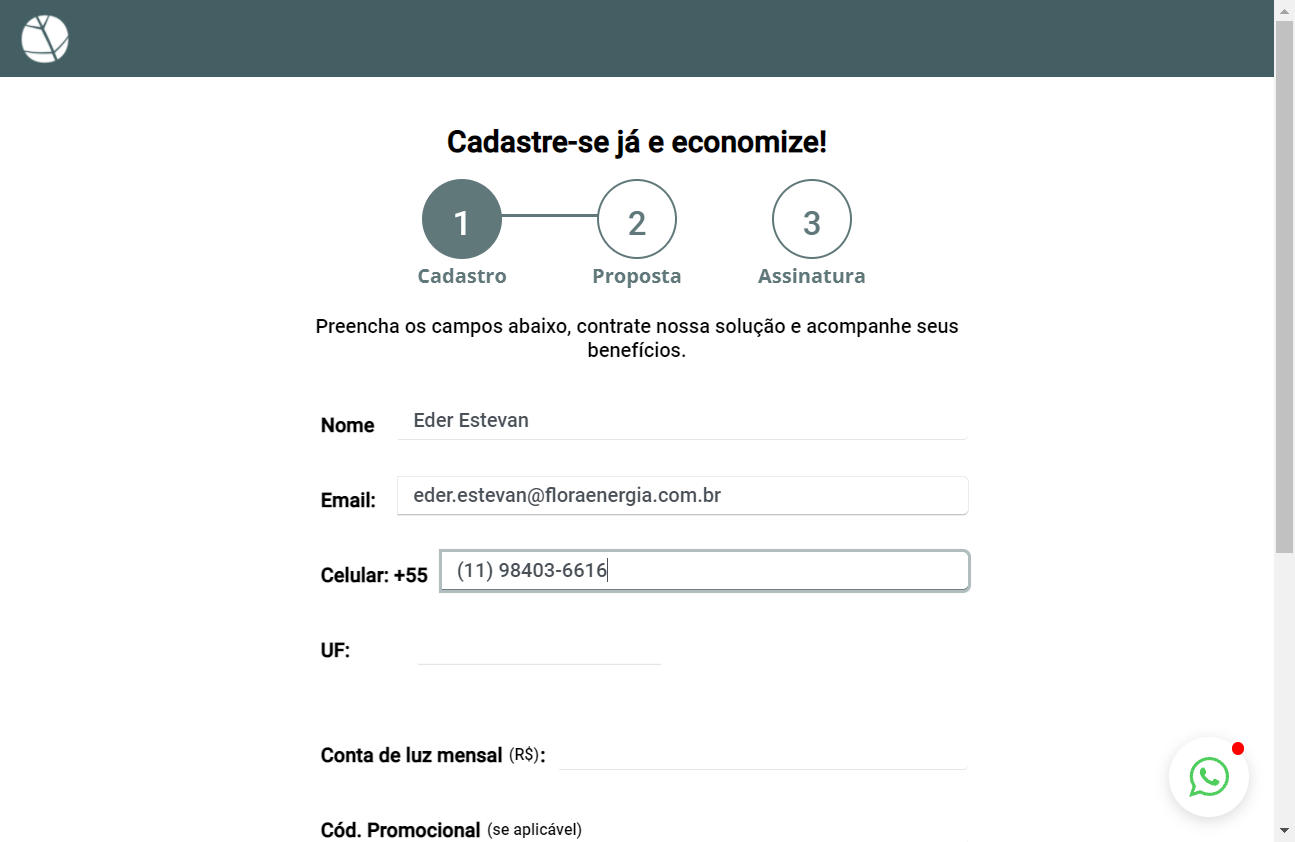 Cadastre-se já e economize!
1
2
3
Cadastro
Proposta
Assinatura
Preencha os campos abaixo, contrate nossa solução e acompanhe seus
benefícios.
Nome Eder Estevan
Email: eder.estevan@floraenergia.com.br
Celular: +55 (11) 98403-6616
UF:
Conta de luz mensal (R$):
Cód. Promocional (se aplicável)